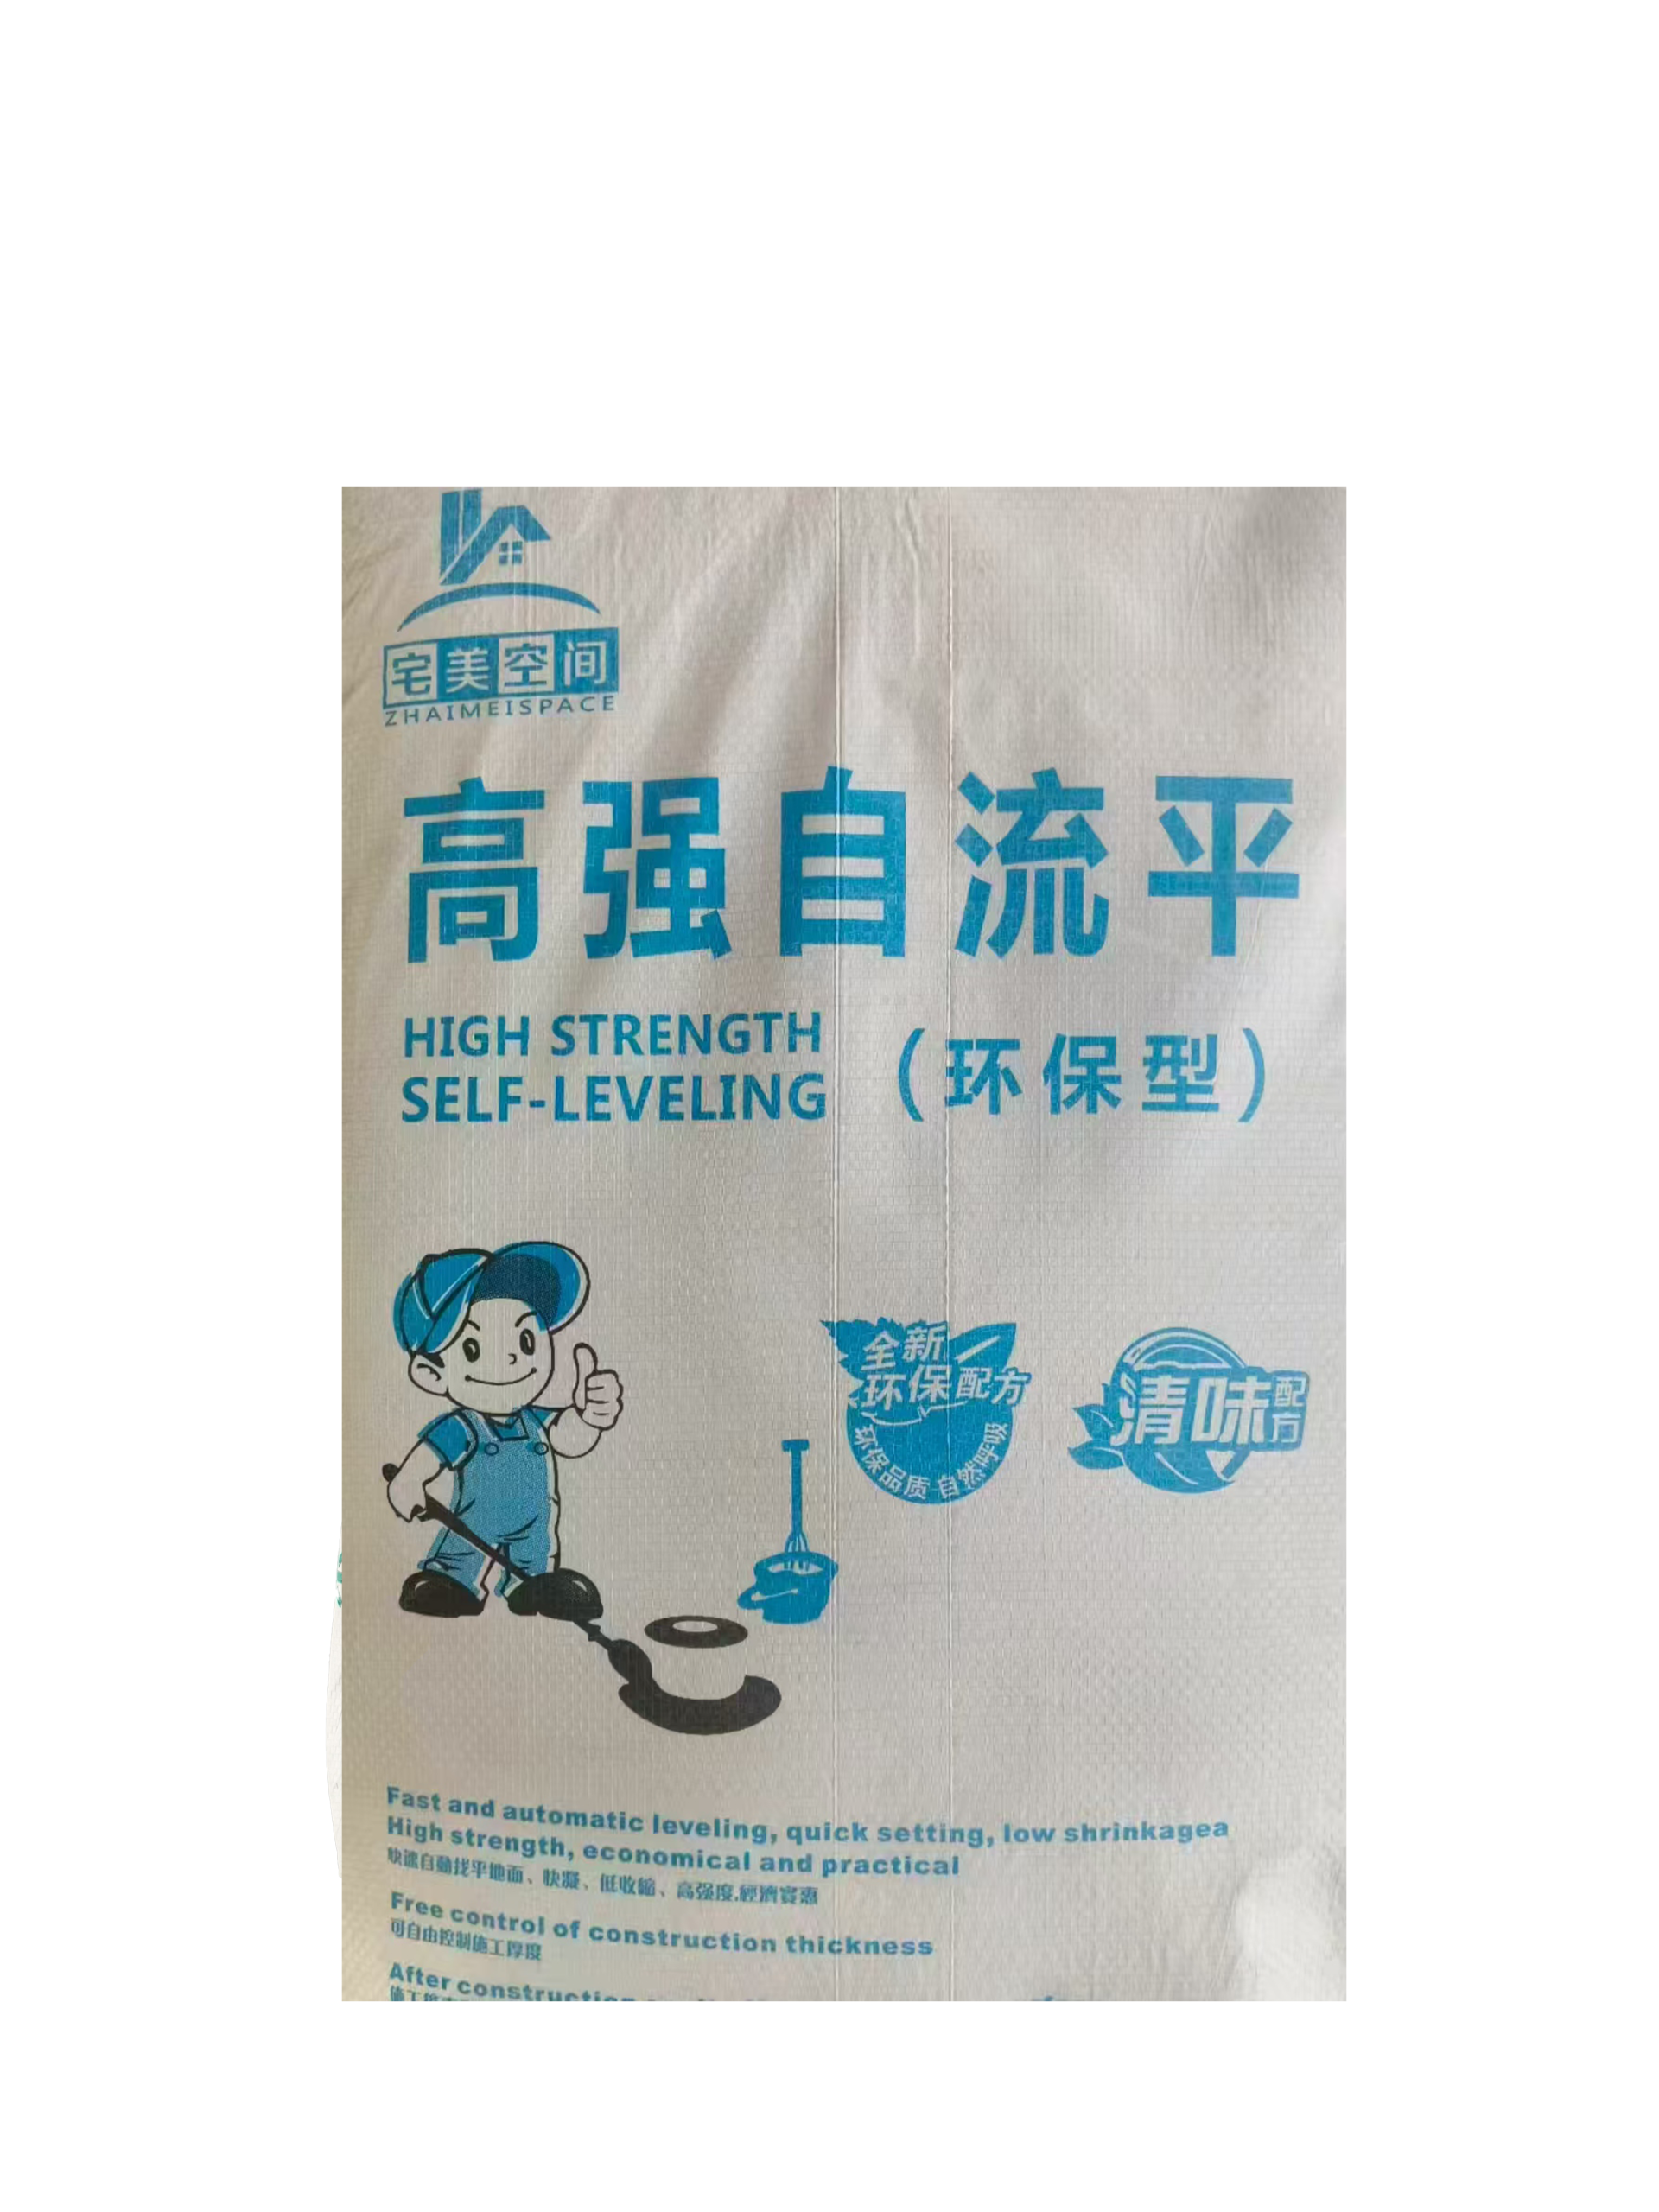 宅美空间
ZHAIMEISPACE
高强自流平
HIGH STRENGTH
SELF-LEVELING
（环保型）
全新
环保配方
环保品质 自然呼吸
清味配方
Fast and automatic leveling, quick setting, low shrinkagea
High strength, economical and practical
快速自動找平地面、快凝、低收縮、高强度,經濟實惠
Free control of construction thickness
可自由控制施工厚度
After construction